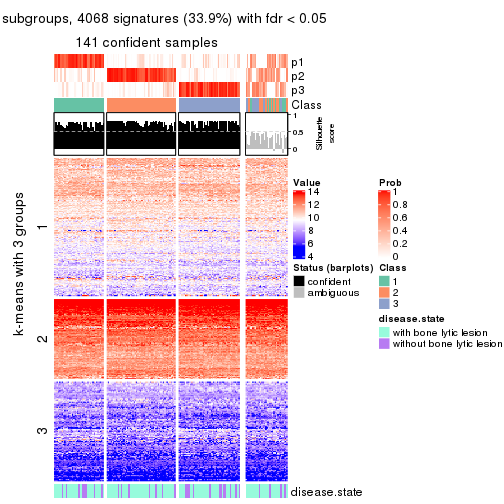 subgroups, 4068 signatures (33.9%) with fdr < 0.05
141 confident samples
p1
p2
p3
Class
1
0.5
0
Silhouette
score
k-means with 3 groups
1
2
3
Value
14
12
10
8
6
4
Prob
1
0.8
0.6
0.4
0.2
0
Status (barplots)
confident
ambiguous
Class
1
2
3
disease.state
with bone lytic lesion
without bone lytic lesion
disease.state